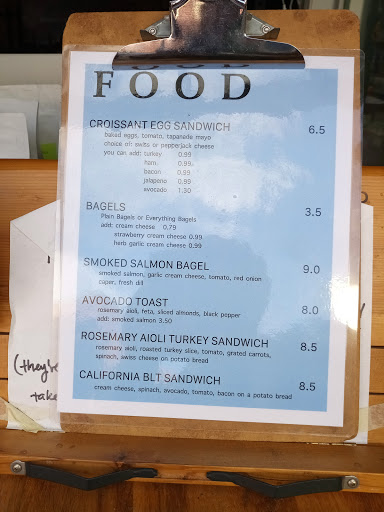 FOOD
CROISSANT EGG SANDWICH 6.5
baked eggs, tomato, tapanade mayo
choice of: swiss or pepperjack cheese
you can add: turkey 0.99
ham 0.99
bacon 0.99
jalapeno 0.99
avocado 1.30
BAGELS 3.5
Plain Bagels or Everything Bagels
add: cream cheese 0.79
strawberry cream cheese 0.99
herb garlic cream cheese 0.99
SMOKED SALMON BAGEL 9.0
smoked salmon, garlic cream cheese, tomato, red onion
caper, fresh dill
AVOCADO TOAST 8.0
rosemary aioli, feta, sliced almonds, black pepper
add: smoked salmon 3.50
ROSEMARY AIOLI TURKEY SANDWICH 8.5
rosemary aioli, roasted turkey slice, tomato, grated carrots,
spinach, swiss cheese on potato bread
CALIFORNIA BLT SANDWICH 8.5
cream cheese, spinach, avocado, tomato, bacon on a potato bread
(they
take